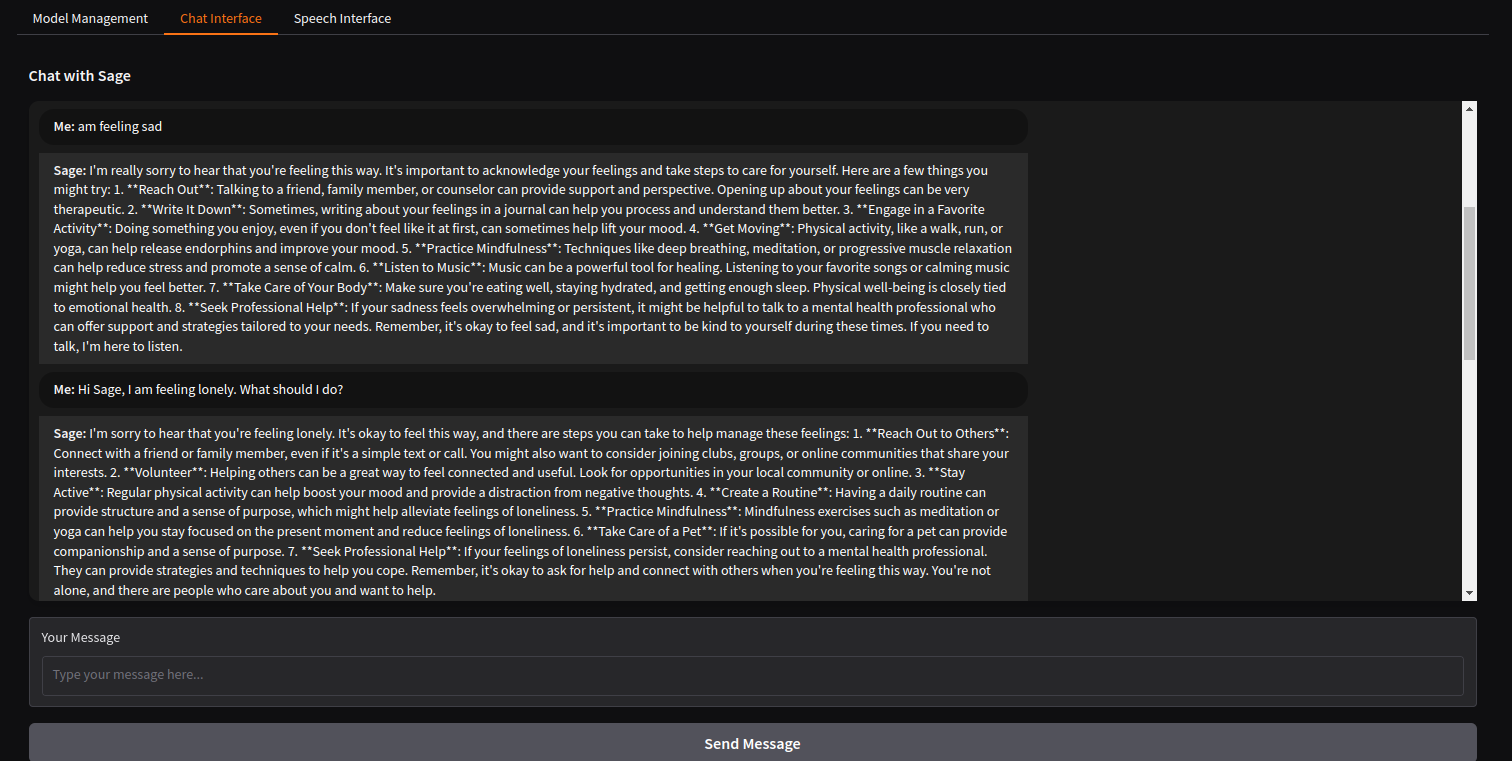 Model Management Chat Interface Speech Interface
Chat with Sage
Me: am feeling sad
Sage: I'm really sorry to hear that you're feeling this way. It's important to acknowledge your feelings and take steps to care for yourself. Here are a few things you
might try: 1. **Reach Out**: Talking to a friend, family member, or counselor can provide support and perspective. Opening up about your feelings can be very
therapeutic. 2. **Write It Down**: Sometimes, writing about your feelings in a journal can help you process and understand them better. 3. **Engage in a Favorite
Activity**: Doing something you enjoy, even if you don't feel like it at first, can sometimes help lift your mood. 4. **Get Moving**: Physical activity, like a walk, run, or
yoga, can help release endorphins and improve your mood. 5. **Practice Mindfulness**: Techniques like deep breathing, meditation, or progressive muscle relaxation
can help reduce stress and promote a sense of calm. 6. **Listen to Music**: Music can be a powerful tool for healing. Listening to your favorite songs or calming music
might help you feel better. 7. **Take Care of Your Body**: Make sure you're eating well, staying hydrated, and getting enough sleep. Physical well-being is closely tied
to emotional health. 8. **Seek Professional Help**: If your sadness feels overwhelming or persistent, it might be helpful to talk to a mental health professional who
can offer support and strategies tailored to your needs. Remember, it's okay to feel sad, and it's important to be kind to yourself during these times. If you need to
talk, I'm here to listen.
Me: Hi Sage, I am feeling lonely. What should I do?
Sage: I'm sorry to hear that you're feeling lonely. It's okay to feel this way, and there are steps you can take to help manage these feelings: 1. **Reach Out to Others**:
Connect with a friend or family member, even if it's a simple text or call. You might also want to consider joining clubs, groups, or online communities that share your
interests. 2. **Volunteer**: Helping others can be a great way to feel connected and useful. Look for opportunities in your local community or online. 3. **Stay
Active**: Regular physical activity can help boost your mood and provide a distraction from negative thoughts. 4. **Create a Routine**: Having a daily routine can
provide structure and a sense of purpose, which might help alleviate feelings of loneliness. 5. **Practice Mindfulness**: Mindfulness exercises such as meditation or
yoga can help you stay focused on the present moment and reduce feelings of loneliness. 6. **Take Care of a Pet**: If it's possible for you, caring for a pet can provide
companionship and a sense of purpose. 7. **Seek Professional Help**: If your feelings of loneliness persist, consider reaching out to a mental health professional.
They can provide strategies and techniques to help you cope. Remember, it's okay to ask for help and connect with others when you're feeling this way. You're not
alone, and there are people who care about you and want to help.
Your Message
Type your message here...
Send Message